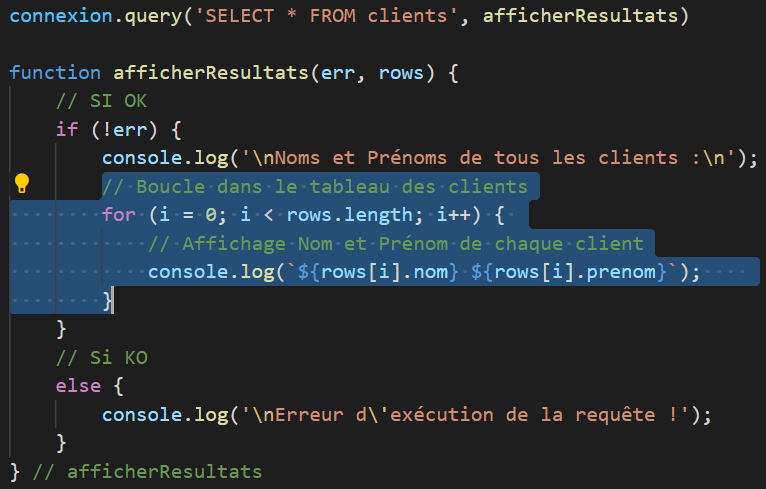 connexion.query('SELECT * FROM clients', afficherResultats)
function afficherResultats(err, rows) {
// SI OK
if (!err) {
console.log('\nNoms et Prénoms de tous les clients :\n');
// Boucle dans le tableau des clients
for (i = 0; i < rows.length; i++) {
// Affichage Nom et Prénom de chaque client
console.log(`${rows[i].nom} ${rows[i].prenom}`);
}
}
// Si KO
else {
console.log('\nErreur d\'exécution de la requête !');
}
} // afficherResultats